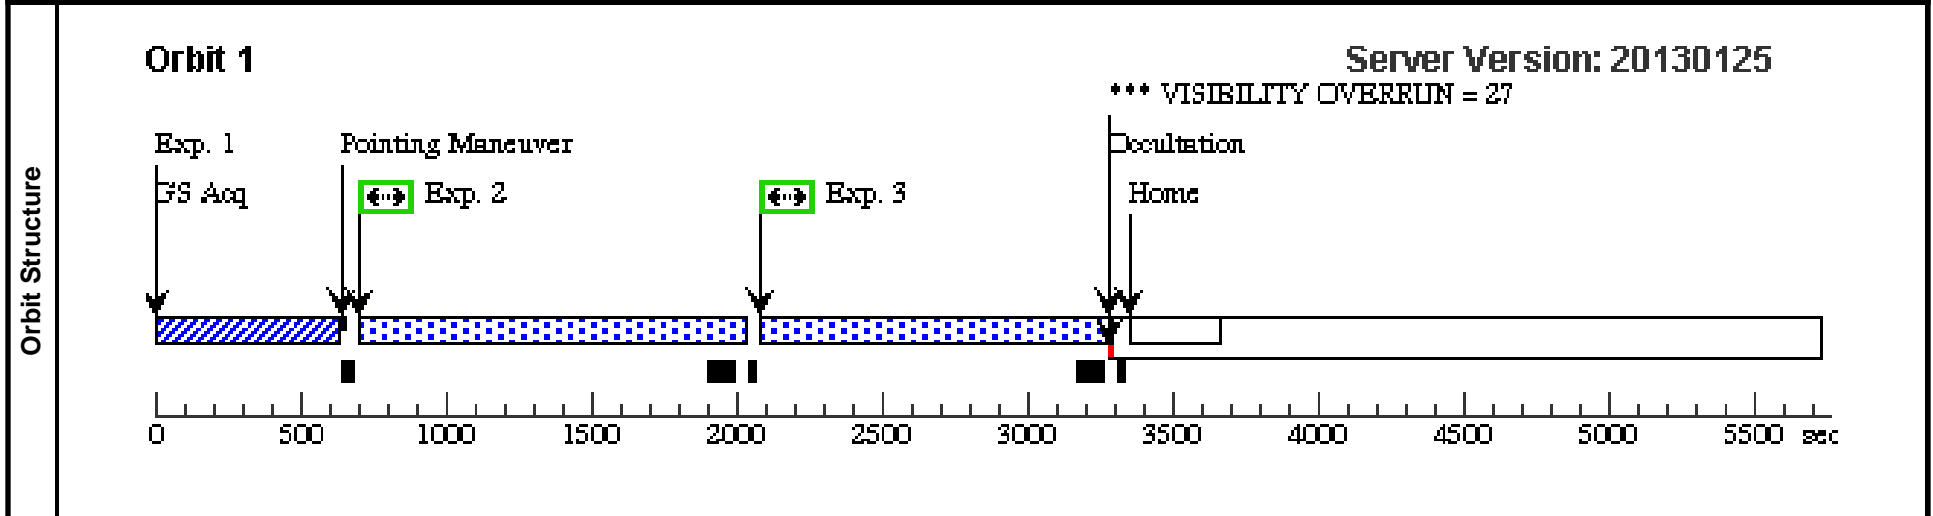 Orbit Structure
Orbit 1
Server Version: 20130125
*** VISIBILITY OVERRUN = 27
Exp. 1
Pointing Maneuver
Occultation
GS Acq
Exp. 2
Exp. 3
Home
0 500 1000 1500 2000 2500 3000 3500 4000 4500 5000 5500 sec